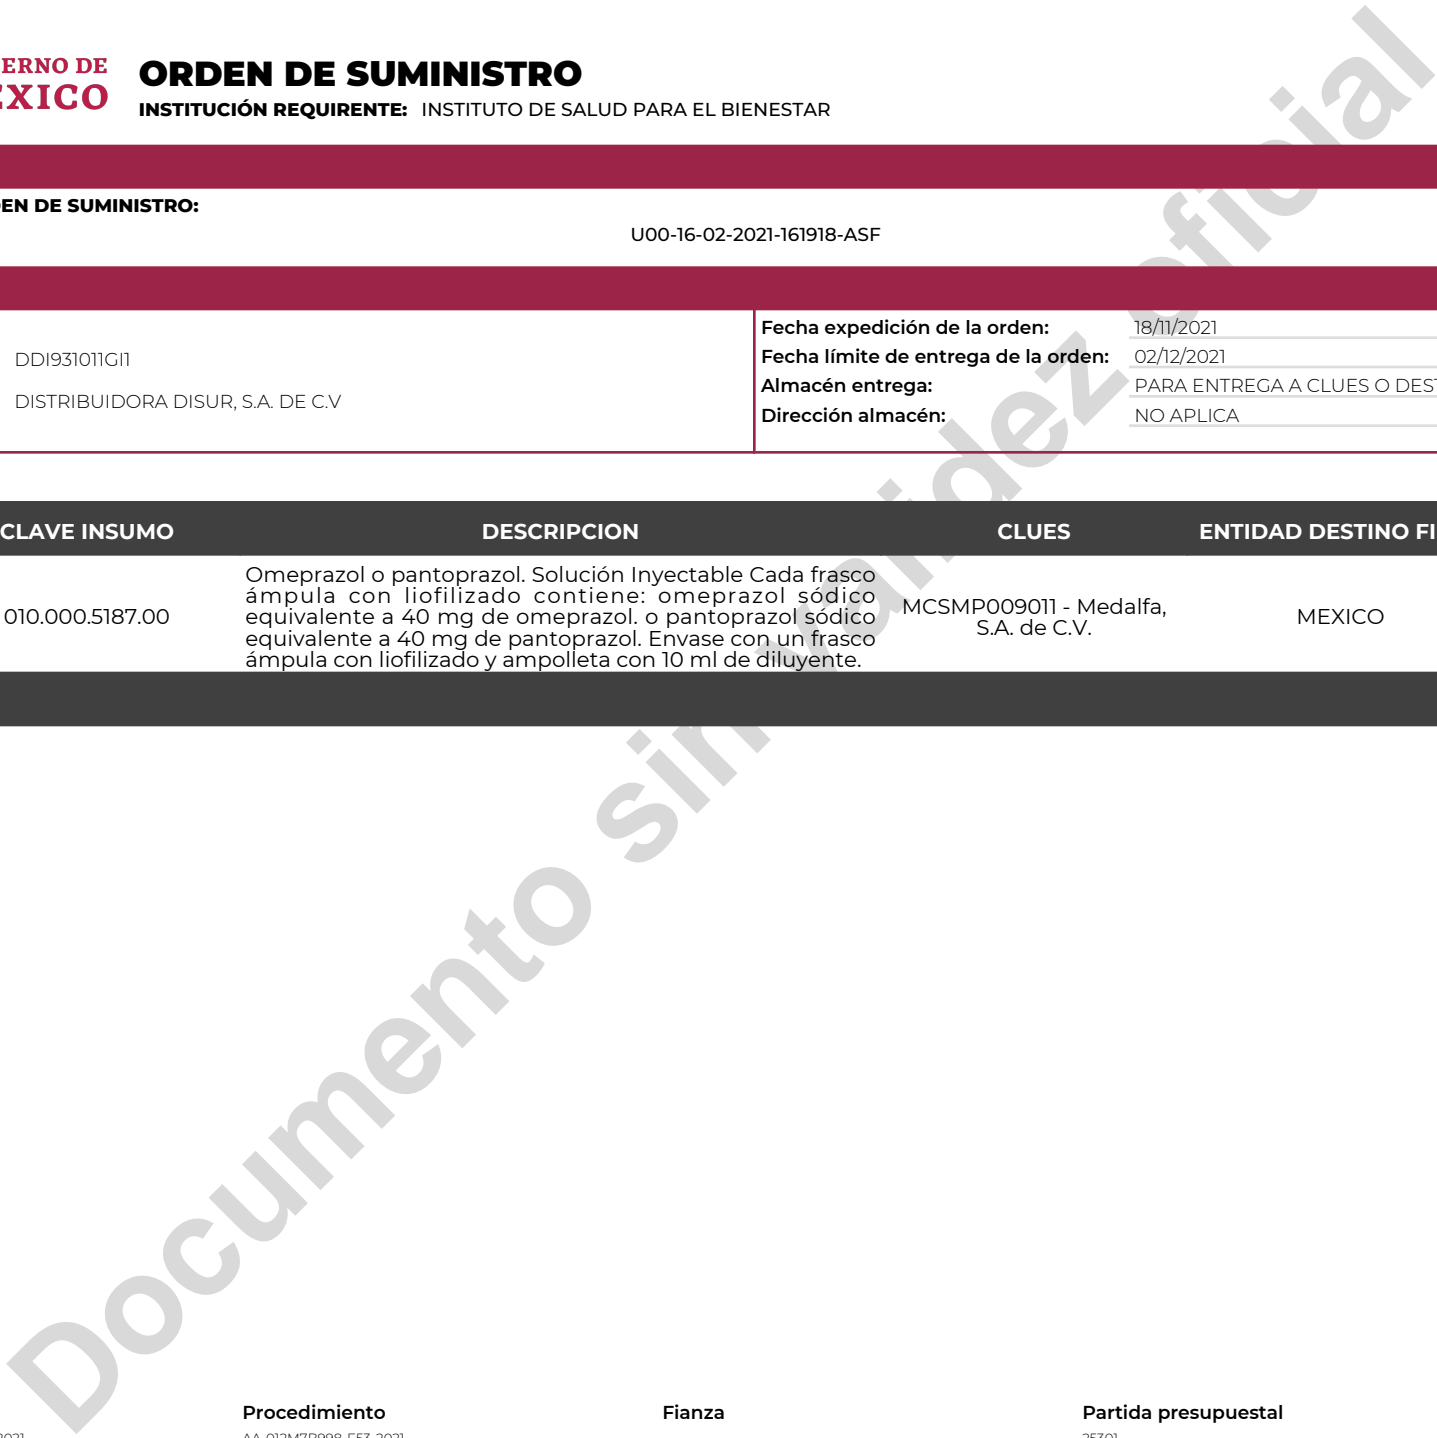 ERNO DE
EXICO
ORDEN DE SUMINISTRO
INSTITUCIÓN REQUIRENTE: INSTITUTO DE SALUD PARA EL BIENESTAR
EN DE SUMINISTRO:
U00-16-02-2021-161918-ASF
DDI931011GI1
DISTRIBUIDORA DISUR, S.A. DE C.V
Fecha expedición de la orden: 18/11/2021
Fecha límite de entrega de la orden: 02/12/2021
Almacén entrega: PARA ENTREGA A CLUES O DEST
Dirección almacén: NO APLICA
CLAVE INSUMO DESCRIPCION CLUES ENTIDAD DESTINO FI
010.000.5187.00
Omeprazol o pantoprazol. Solución Inyectable Cada frasco
ámpula con liofilizado contiene: omeprazol sódico
equivalente a 40 mg de omeprazol. o pantoprazol sódico
equivalente a 40 mg de pantoprazol. Envase con un frasco
ámpula con liofilizado y ampolleta con 10 ml de diluyente.
MCSMP009011 - Medalfa,
S.A. de C.V.
MEXICO
Documento sin validez oficial
Procedimiento Fianza Partida presupuestal